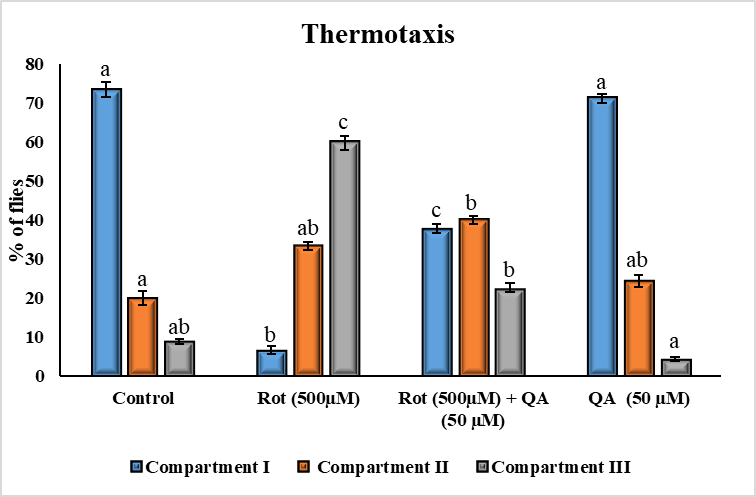 Thermotaxis
% of flies
80
70
60
50
40
30
20
10
0
a
a
ab
b
ab
c
c
b
b
a
ab
a
Control
Rot (500μM)
Rot (500μM) + QA
(50 μM)
QA (50 μM)
Compartment I
Compartment II
Compartment III